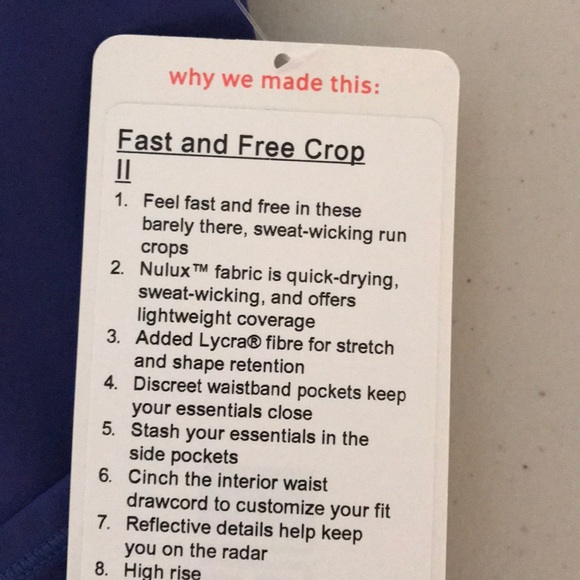 why we made this:
Fast and Free Crop
II
1. Feel fast and free in these
barely there, sweat-wicking run
crops
2. Nulux™ fabric is quick-drying,
sweat-wicking, and offers
lightweight coverage
3. Added Lycra® fibre for stretch
and shape retention
4. Discreet waistband pockets keep
your essentials close
5. Stash your essentials in the
side pockets
6. Cinch the interior waist
drawcord to customize your fit
7. Reflective details help keep
you on the radar
8. High rise